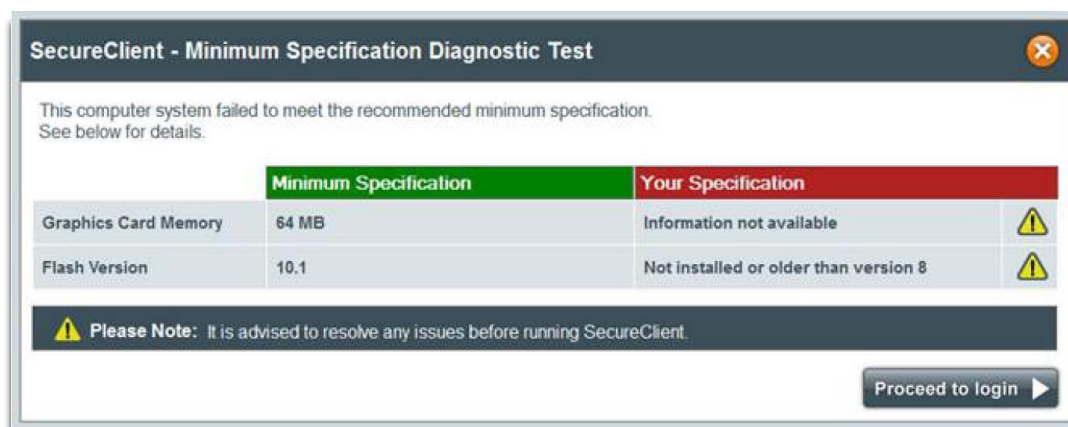 SecureClient - Minimum Specification Diagnostic Test
This computer system failed to meet the recommended minimum specification.
See below for details.
Minimum Specification Your Specification
Graphics Card Memory 64 MB Information not available
Flash Version 10.1 Not installed or older than version 8
Please Note: It is advised to resolve any issues before running SecureClient.
Proceed to login